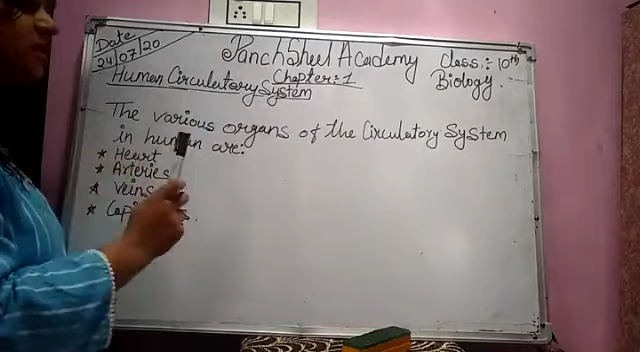 Date
24/07/20
Panchsheel Academy
Class:- 10th
Chapter:1
Biology.
Human Circulatory System
The various organs of the Circulatory System
in human are:
★ Heart
★ Arteries
★ Veins
★